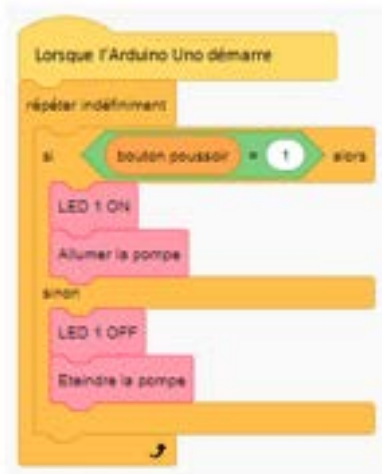 Lorsque l'Arduino Uno démarre
répéter indéfiniment
si bouton poussoir = 1 alors
LED 1 ON
Allumer la pompe
sinon
LED 1 OFF
Eteindre la pompe